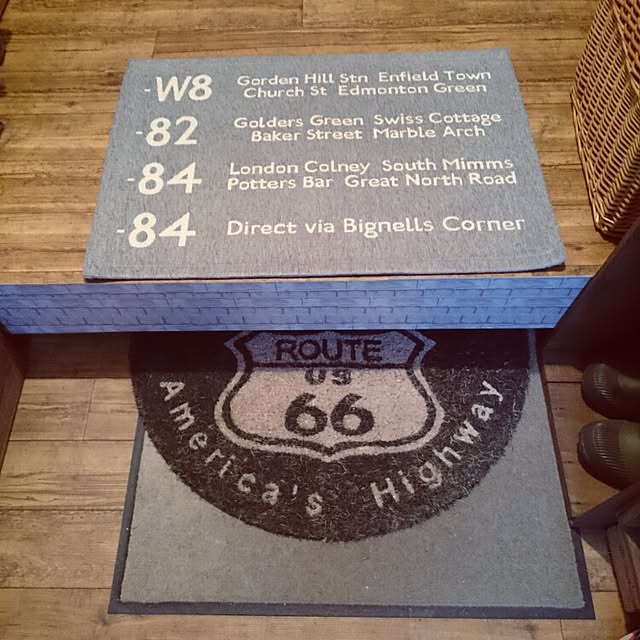 -W8 Gorden Hill Stn Enfield Town
Church St Edmonton Green
-82 Golders Green Swiss Cottage
Baker Street Marble Arch
-84 London Colney South Mimms
Potters Bar Great North Road
-84 Direct via Bignells Corner
ROUTE
US
66
America's Highway